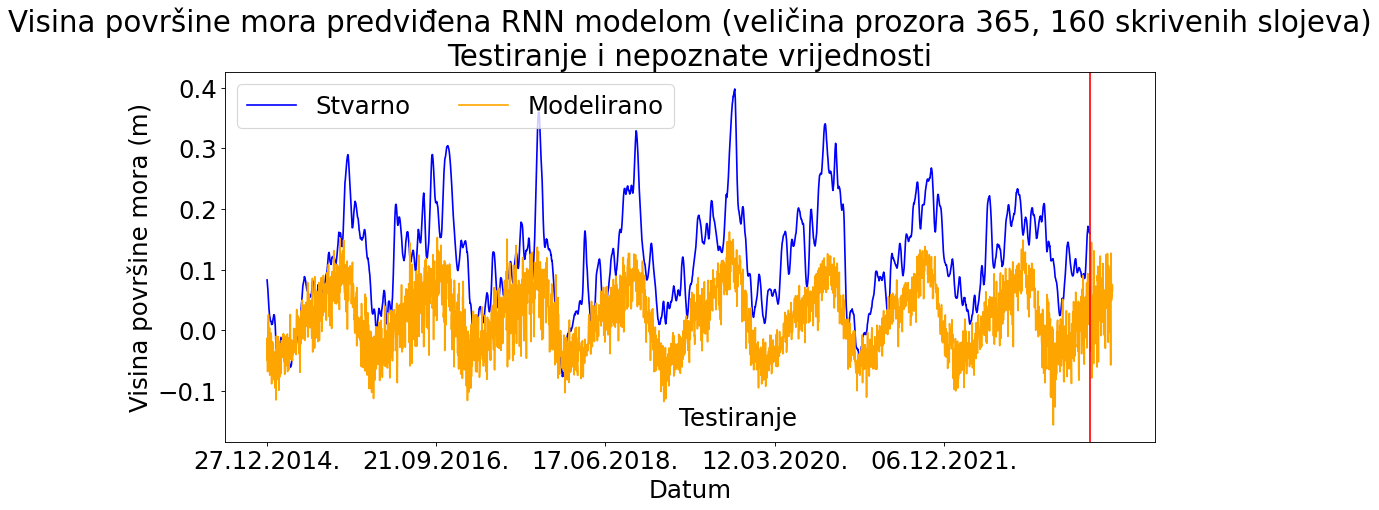 Visina površine mora predviđena RNN modelom (veličina prozora 365, 160 skrivenih slojeva)
Testiranje i nepoznate vrijednosti
Stvarno
Modelirano
Visina površine mora (m)
0.4
0.3
0.2
0.1
0.0
−0.1
Testiranje
27.12.2014.
21.09.2016.
17.06.2018.
12.03.2020.
06.12.2021.
Datum